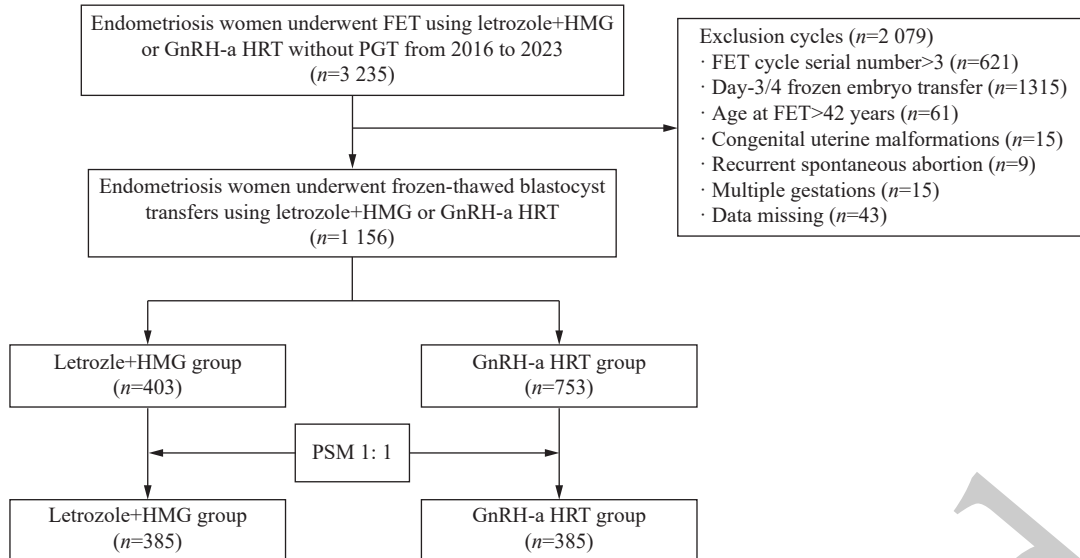 Endometriosis women underwent FET using letrozole+HMG
or GnRH-a HRT without PGT from 2016 to 2023
(n=3 235)
Exclusion cycles (n=2 079)
· FET cycle serial number>3 (n=621)
· Day-3/4 frozen embryo transfer (n=1315)
· Age at FET>42 years (n=61)
· Congenital uterine malformations (n=15)
· Recurrent spontaneous abortion (n=9)
· Multiple gestations (n=15)
· Data missing (n=43)
Endometriosis women underwent frozen-thawed blastocyst
transfers using letrozole+HMG or GnRH-a HRT
(n=1 156)
Letrozle+HMG group
(n=403)
GnRH-a HRT group
(n=753)
PSM 1: 1
Letrozole+HMG group
(n=385)
GnRH-a HRT group
(n=385)